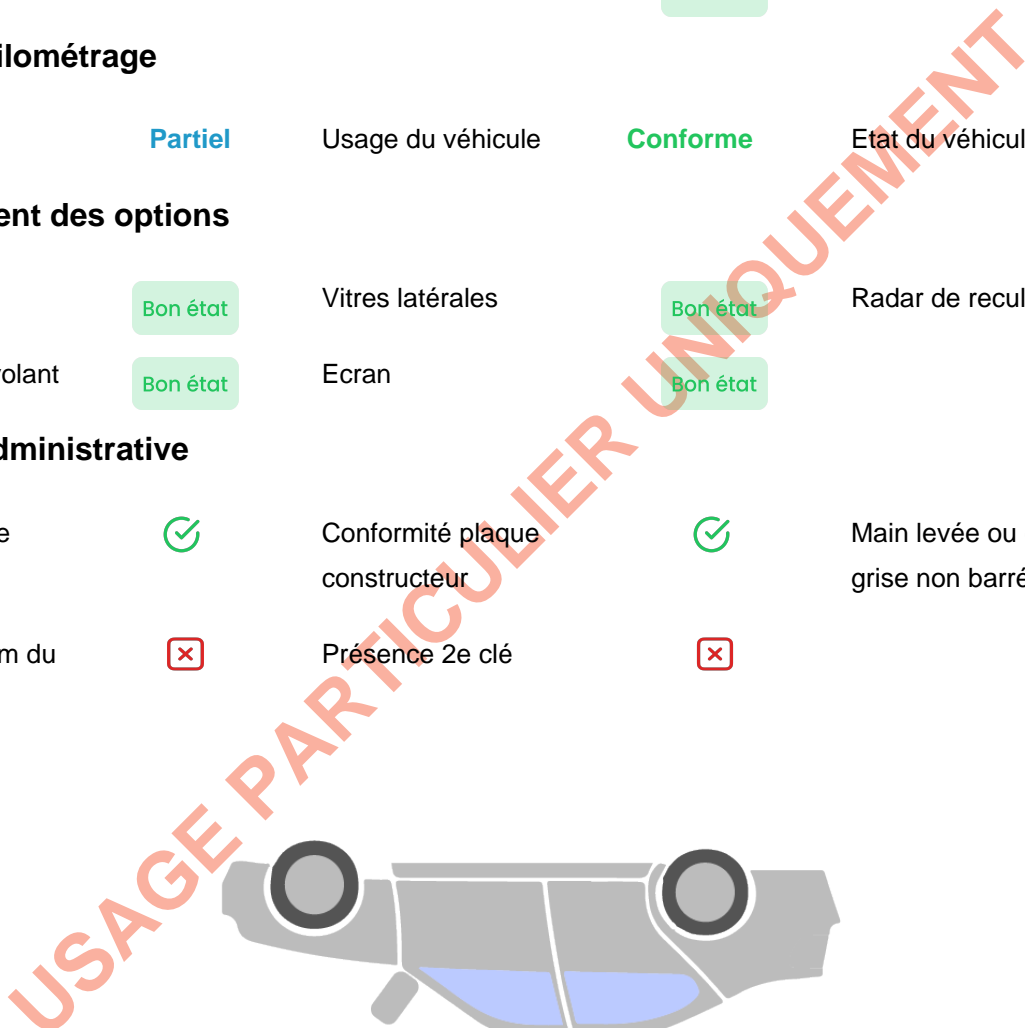 ilométrage
Partiel Usage du véhicule Conforme Etat du véhicul
ent des options
Bon état Vitres latérales Bon état Radar de recul
olant Bon état Ecran Bon état
dministrative
e Conformité plaque Main levée ou
constructeur grise non barré
m du Présence 2e clé
USAGE PARTICULIER UNIQUEMENT